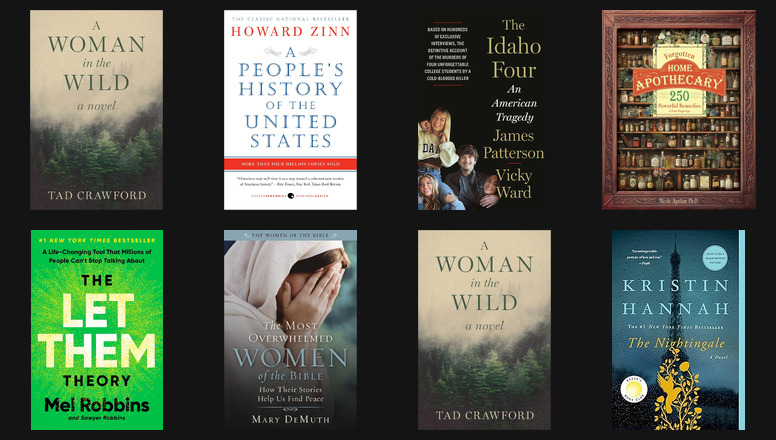 A
WOMAN
in the
WILD
a novel
TAD CRAWFORD
THE CLASSIC NATIONAL BESTSELLER
HOWARD ZINN
A
PEOPLE'S
HISTORY
OF THE
UNITED
STATES
MORE THAN FOUR MILLION COPIES SOLD
BASED ON HUNDREDS
OF EXCLUSIVE
INTERVIEWS, THE
DEFINITIVE ACCOUNT
OF THE MURDERS OF
FOUR UNFORGETTABLE
COLLEGE STUDENTS BY A
COLD-BLOODED KILLER
The
Idaho
Four
An
American
Tragedy
James
Patterson
Vicky
Ward
Forgotten
HOME
APOTHECARY
250
Powerful Remedies
Nicole Apelian Ph.D.
#1 NEW YORK TIMES BESTSELLER
A Life-Changing Tool That Millions of
People Can't Stop Talking About
THE
LET
THEM
THEORY
Mel Robbins
and Sawyer Robbins
THE WOMEN OF THE BIBLE
The MOST
OVERWHELMED
WOMEN
of the BIBLE
How Their Stories
Help Us Find Peace
MARY DEMUTH
A
WOMAN
in the
WILD
a novel
TAD CRAWFORD
KRISTIN
HANNAH
THE #1 NEW YORK TIMES BESTSELLER
The Nightingale
A Novel